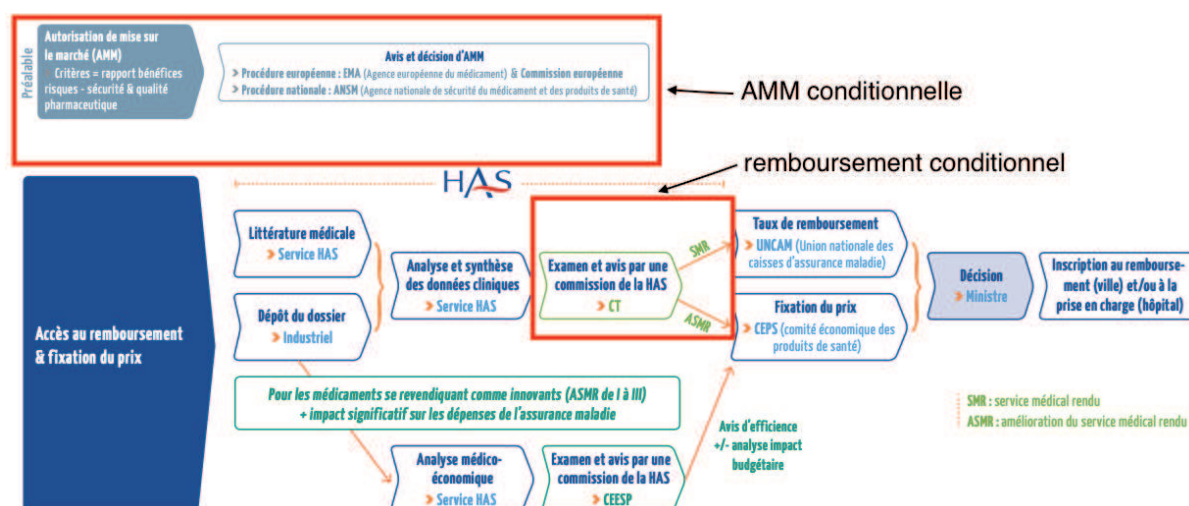 Préalable
Autorisation de mise sur
le marché (AMM)
Critères = rapport bénéfices
risques - sécurité & qualité
pharmaceutique
Avis et décision d'AMM
> Procédure européenne : EMA (Agence européenne du médicament) & Commission européenne
> Procédure nationale : ANSM (Agence nationale de sécurité du médicament et des produits de santé)
AMM conditionnelle
remboursement conditionnel
HAS
Accès au remboursement
& fixation du prix
Littérature médicale
> Service HAS
Dépôt du dossier
> Industriel
Analyse et synthèse
des données cliniques
> Service HAS
Examen et avis par une
commission de la HAS
> CT
SMR
ASMR
Taux de remboursement
> UNCAM (Union nationale des
caisses d'assurance maladie)
Fixation du prix
> CEPS (comité économique des
produits de santé)
Décision
> Ministre
Inscription au rembourse-
ment (ville) et/ou à la
prise en charge (hôpital)
Pour les médicaments se revendiquant comme innovants (ASMR de I à III)
+ impact significatif sur les dépenses de l'assurance maladie
Analyse médico-
économique
> Service HAS
Examen et avis par une
commission de la HAS
> CEESP
Avis d'efficience
+/- analyse impact
budgétaire
SMR : service médical rendu
ASMR : amélioration du service médical rendu